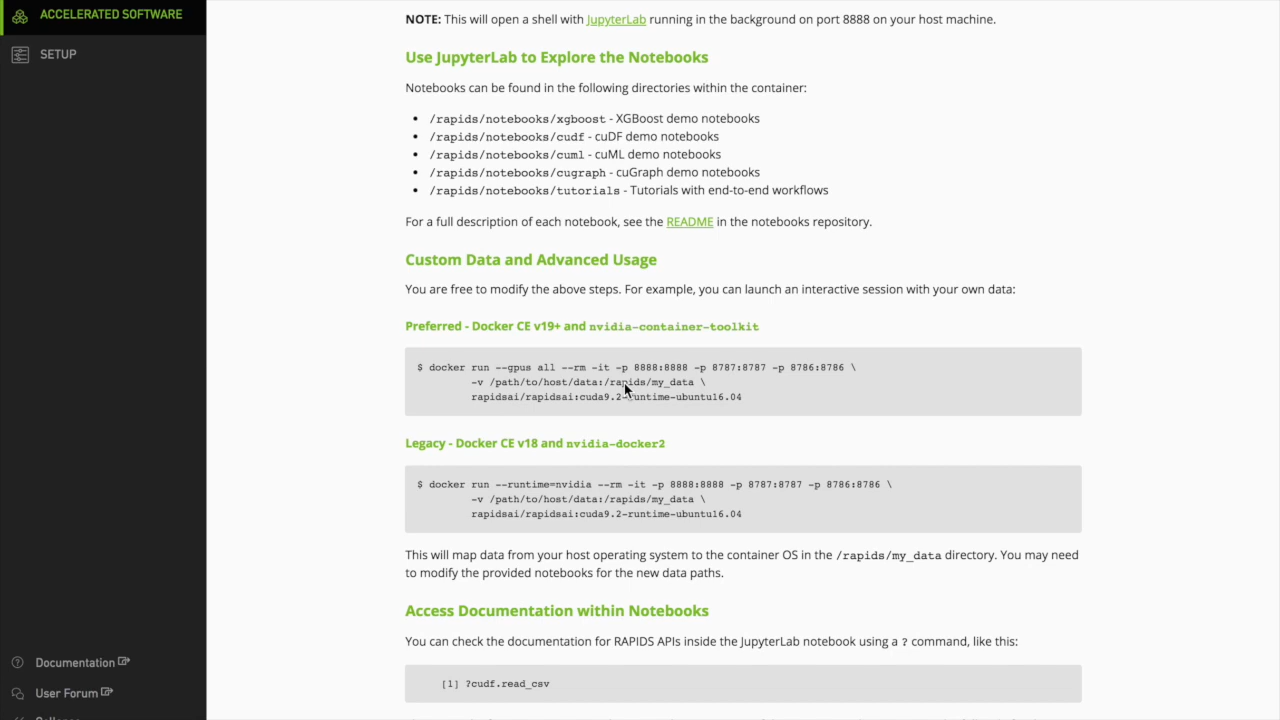 ACCELERATED SOFTWARE
SETUP
NOTE: This will open a shell with JupyterLab running in the background on port 8888 on your host machine.
Use JupyterLab to Explore the Notebooks
Notebooks can be found in the following directories within the container:
• /rapids/notebooks/xgboost - XGBoost demo notebooks
• /rapids/notebooks/cudf - cuDF demo notebooks
• /rapids/notebooks/cuml - cuML demo notebooks
• /rapids/notebooks/cugraph - cuGraph demo notebooks
• /rapids/notebooks/tutorials - Tutorials with end-to-end workflows
For a full description of each notebook, see the README in the notebooks repository.
Custom Data and Advanced Usage
You are free to modify the above steps. For example, you can launch an interactive session with your own data:
Preferred - Docker CE v19+ and nvidia-container-toolkit
$ docker run --gpus all --rm -it -p 8888:8888 -p 8787:8787 -p 8786:8786 \
-v /path/to/host/data:/rapids/my_data \
rapidsai/rapidsai:cuda9.2-runtime-ubuntu16.04
Legacy - Docker CE v18 and nvidia-docker2
$ docker run --runtime=nvidia --rm -it -p 8888:8888 -p 8787:8787 -p 8786:8786 \
-v /path/to/host/data:/rapids/my_data \
rapidsai/rapidsai:cuda9.2-runtime-ubuntu16.04
This will map data from your host operating system to the container OS in the /rapids/my_data directory. You may need
to modify the provided notebooks for the new data paths.
Access Documentation within Notebooks
You can check the documentation for RAPIDS APIs inside the JupyterLab notebook using a ? command, like this:
[1] ?cudf.read_csv
Documentation
User Forum